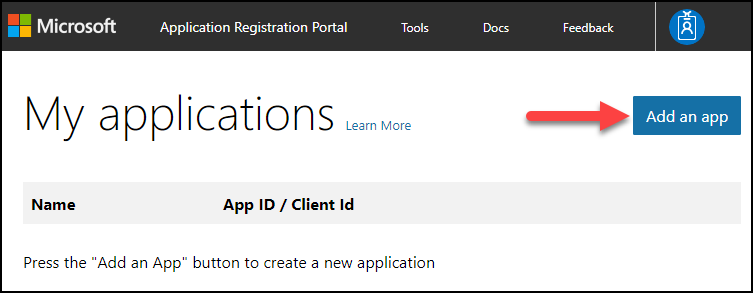 Microsoft Application Registration Portal Tools Docs Feedback
My applications Learn More Add an app
Name App ID / Client Id
Press the "Add an App" button to create a new application